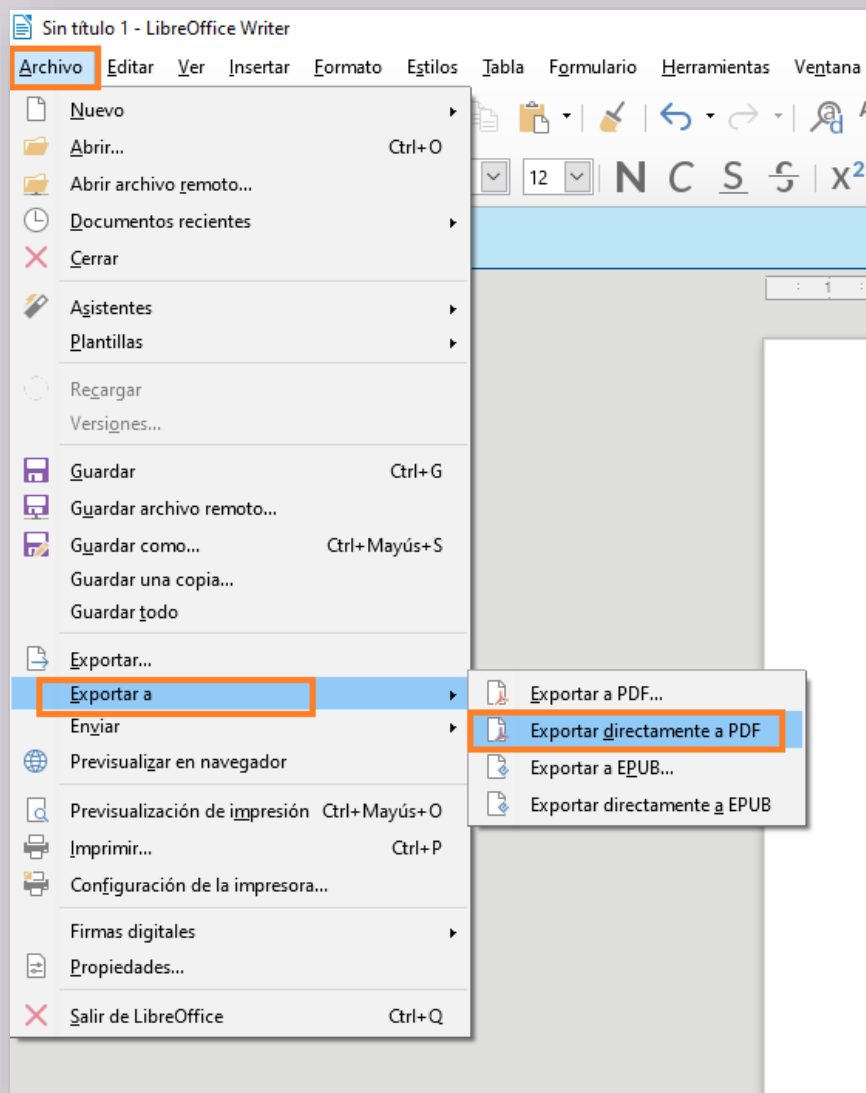 Sin título 1 - LibreOffice Writer
Archivo Editar Ver Insertar Formato Estilos Tabla Formulario Herramientas Ventana
Nuevo
Abrir... Ctrl+O
Abrir archivo remoto...
12 N C S S X²
Documentos recientes
Cerrar
1
Asistentes
Plantillas
Recargar
Versiones...
Guardar Ctrl+G
Guardar archivo remoto...
Guardar como... Ctrl+Mayús+S
Guardar una copia...
Guardar todo
Exportar...
Exportar a
Exportar a PDF...
Enviar
Exportar directamente a PDF
Previsualizar en navegador
Exportar a EPUB...
Previsualización de impresión Ctrl+Mayús+O
Exportar directamente a EPUB
Imprimir... Ctrl+P
Configuración de la impresora...
Firmas digitales
Propiedades...
Salir de LibreOffice Ctrl+Q